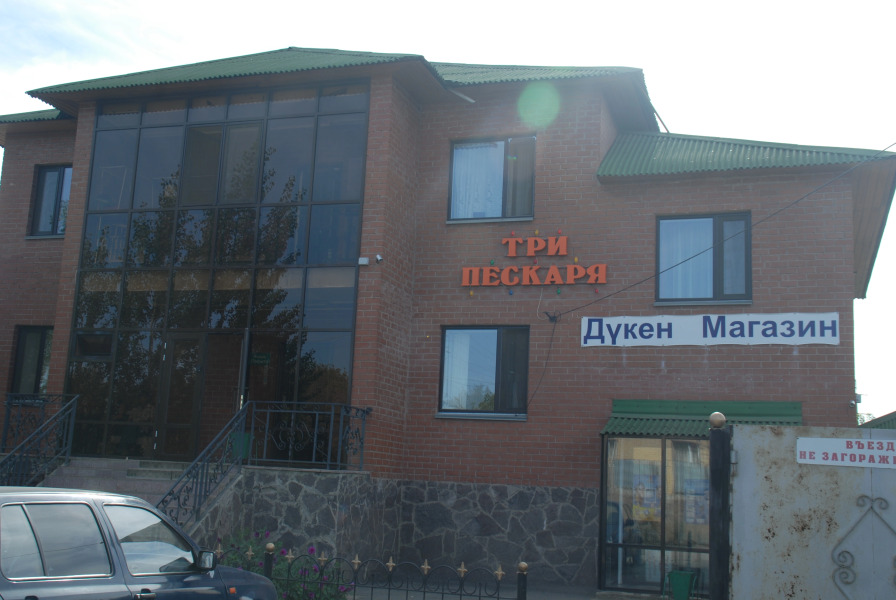 ТРИ
ПЕСКАРЯ
Дүкен Магазин
ВЪЕЗД
НЕ ЗАГОРАЖ